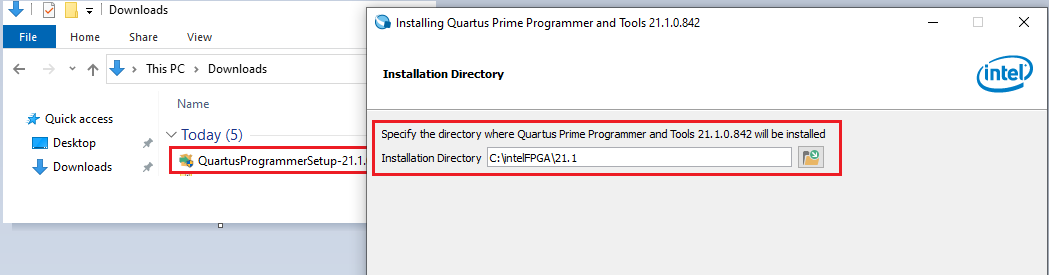 Downloads
File
Home
Share
View
This PC > Downloads
Name
Quick access
Desktop
Downloads
Today (5)
QuartusProgrammerSetup-21.1.
Installing Quartus Prime Programmer and Tools 21.1.0.842
Installation Directory
intel
Specify the directory where Quartus Prime Programmer and Tools 21.1.0.842 will be installed
Installation Directory C:\intelFPGA\21.1